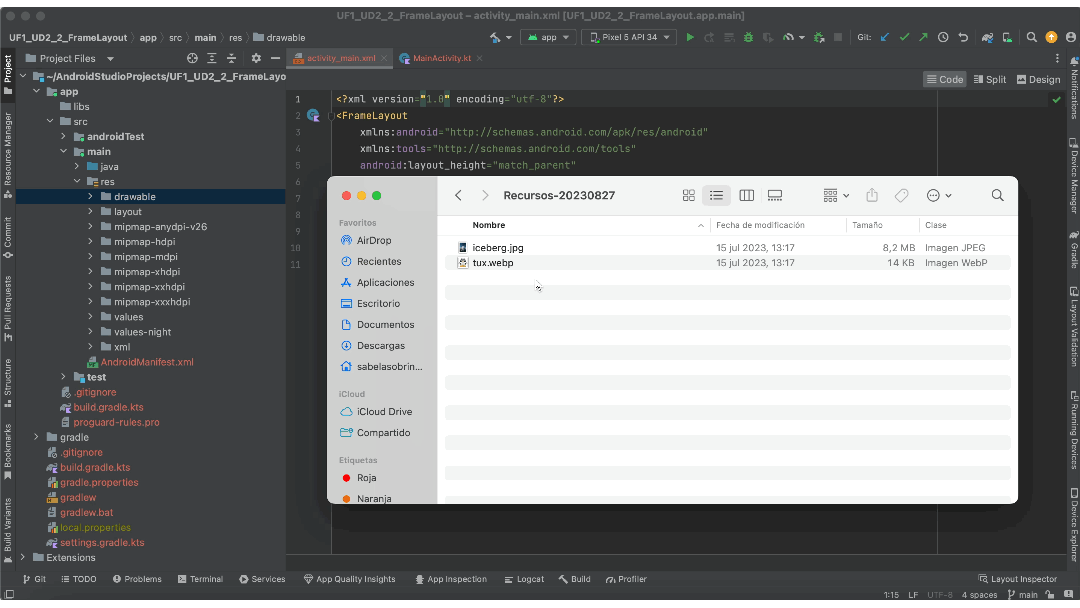 UF1_UD2_2_FrameLayout – activity_main.xml [UF1_UD2_2_FrameLayout.app.main]
UF1_UD2_2_FrameLayout app src main res drawable
app
Pixel 5 API 34
Git:
Project Files
activity_main.xml
MainActivity.kt
Code
Split
Design
Project
Resource Manager
Commit
Pull Requests
Structure
Bookmarks
Build Variants
~/AndroidStudioProjects/UF1_UD2_2_FrameLayo
app
libs
src
androidTest
main
java
res
drawable
layout
mipmap-anydpi-v26
mipmap-hdpi
mipmap-mdpi
mipmap-xhdpi
mipmap-xxhdpi
mipmap-xxxhdpi
values
values-night
xml
AndroidManifest.xml
test
.gitignore
build.gradle.kts
proguard-rules.pro
gradle
.gitignore
build.gradle.kts
gradle.properties
gradlew
gradlew.bat
local.properties
settings.gradle.kts
Extensions
1 <?xml version="1.0" encoding="utf-8"?>
2 <FrameLayout
3 xmlns:android="http://schemas.android.com/apk/res/android"
4 xmlns:tools="http://schemas.android.com/tools"
5 android:layout_height="match_parent"
6
7
8
9
10
11
Recursos-20230827
Favoritos
AirDrop
Recientes
Aplicaciones
Escritorio
Documentos
Descargas
sabelasobrin...
iCloud
iCloud Drive
Compartido
Etiquetas
Roja
Naranja
Nombre Fecha de modificación Tamaño Clase
iceberg.jpg 15 jul 2023, 13:17 8,2 MB Imagen JPEG
tux.webp 15 jul 2023, 13:17 14 KB Imagen WebP
Notifications
Device Manager
Gradle
Layout Validation
Running Devices
Device Explorer
Git TODO Problems Terminal Services App Quality Insights App Inspection Logcat Build Profiler Layout Inspector
1:15 LF UTF-8 4 spaces main